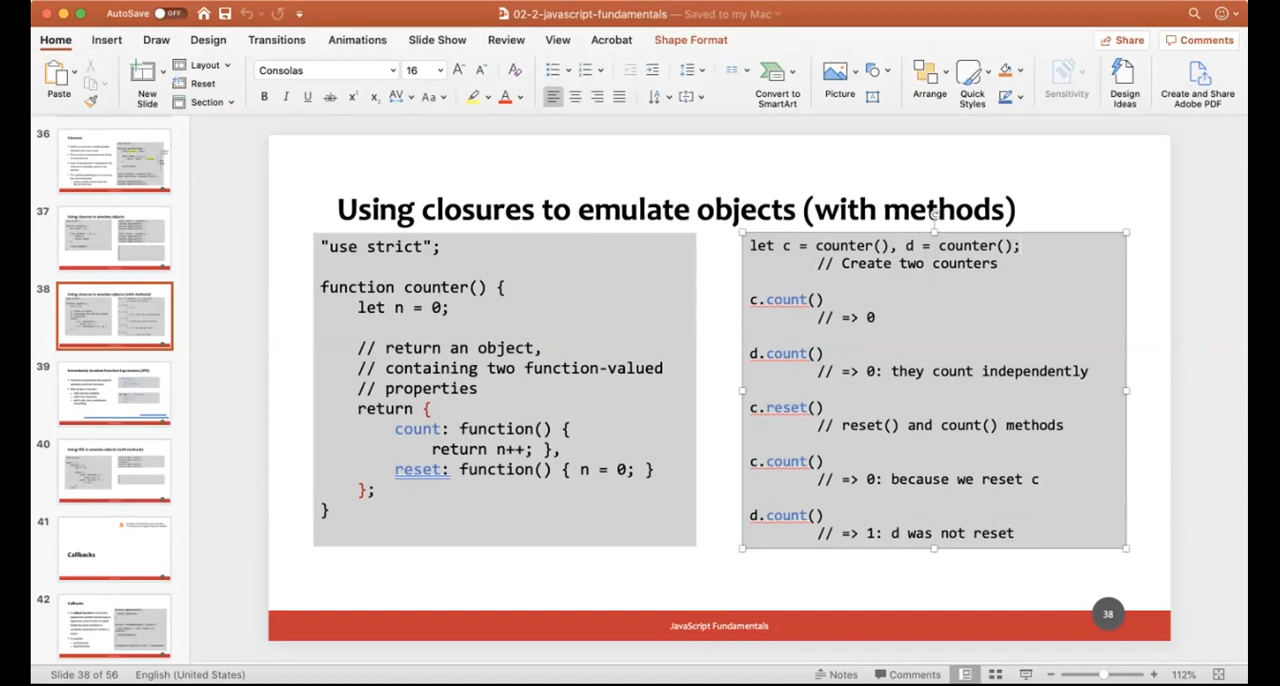 AutoSave OFF
02-2-javascript-fundamentals — Saved to my Mac
Home Insert Draw Design Transitions Animations Slide Show Review View Acrobat Shape Format
Share Comments
Paste
New Slide
Layout
Reset
Section
Consolas 16
Convert to SmartArt
Picture
Arrange
Quick Styles
Sensitivity
Design Ideas
Create and Share Adobe PDF
36
37
38
39
40
41
Callbacks
42
Callbacks
Using closures to emulate objects (with methods)
"use strict";
function counter() {
let n = 0;
// return an object,
// containing two function-valued
// properties
return {
count: function() {
return n++; },
reset: function() { n = 0; }
};
}
let c = counter(), d = counter();
// Create two counters
c.count()
// => 0
d.count()
// => 0: they count independently
c.reset()
// reset() and count() methods
c.count()
// => 0: because we reset c
d.count()
// => 1: d was not reset
JavaScript Fundamentals
38
Slide 38 of 56 English (United States)
Notes Comments 112%